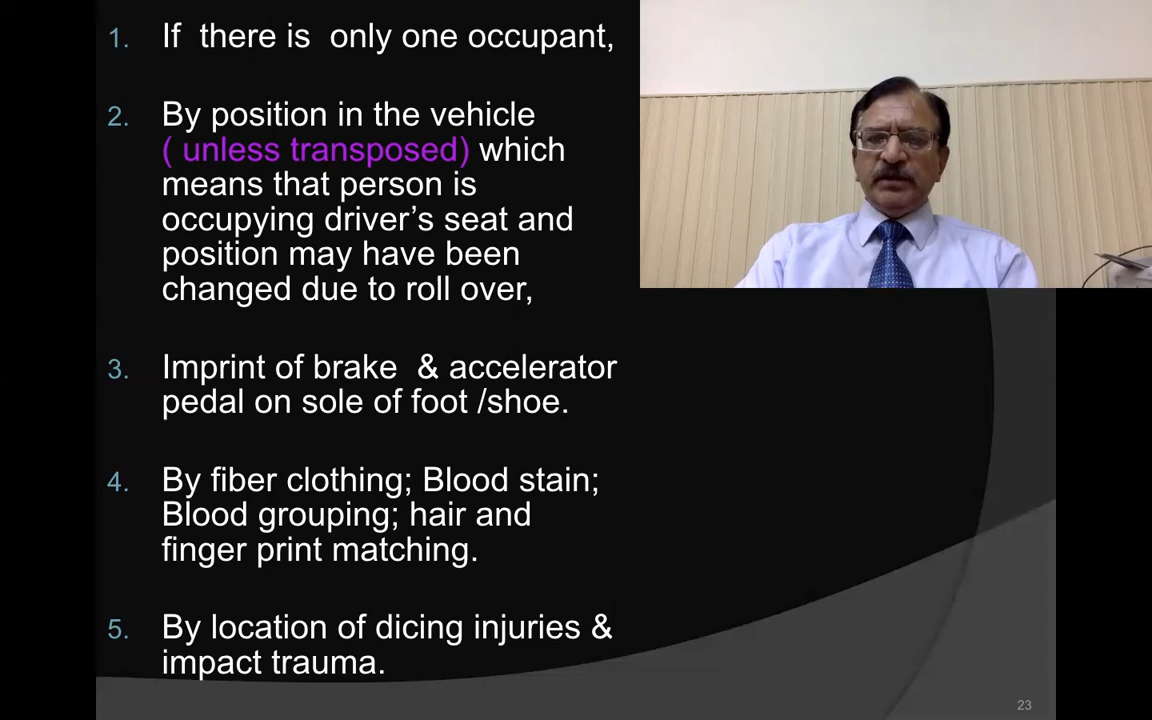 1. If there is only one occupant,
2. By position in the vehicle
( unless transposed) which
means that person is
occupying driver’s seat and
position may have been
changed due to roll over,
3. Imprint of brake & accelerator
pedal on sole of foot /shoe.
4. By fiber clothing; Blood stain;
Blood grouping; hair and
finger print matching.
5. By location of dicing injuries &
impact trauma.
23